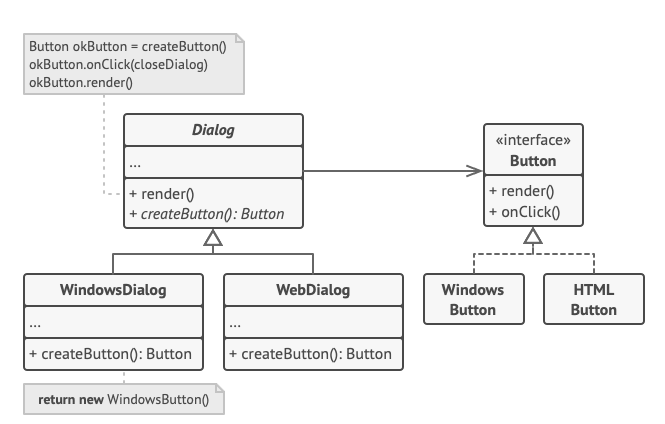 Button okButton = createButton()
okButton.onClick(closeDialog)
okButton.render()
Dialog
...
+ render()
+ createButton(): Button
«interface»
Button
+ render()
+ onClick()
WindowsDialog
...
+ createButton(): Button
WebDialog
...
+ createButton(): Button
Windows
Button
HTML
Button
return new WindowsButton()